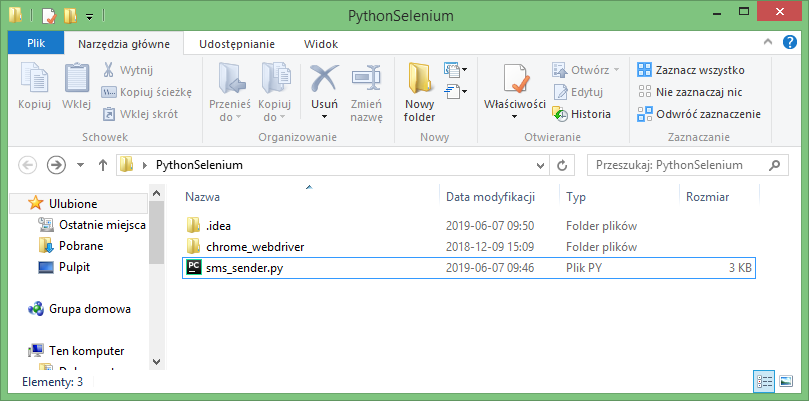 PythonSelenium
Plik Narzędzia główne Udostępnianie Widok
Kopiuj
Wklej
Wytnij
Kopiuj ścieżkę
Wklej skrót
Schowek
Przenieś do
Kopiuj do
Usuń
Zmień nazwę
Organizowanie
Nowy folder
Nowy
Właściwości
Otwórz
Edytuj
Historia
Otwieranie
Zaznacz wszystko
Nie zaznaczaj nic
Odwróć zaznaczenie
Zaznaczanie
PythonSelenium
Przeszukaj: PythonSelenium
Ulubione
Ostatnie miejsca
Pobrane
Pulpit
Grupa domowa
Ten komputer
Nazwa Data modyfikacji Typ Rozmiar
.idea 2019-06-07 09:50 Folder plików
chrome_webdriver 2018-12-09 15:09 Folder plików
PC sms_sender.py 2019-06-07 09:46 Plik PY 3 KB
Elementy: 3